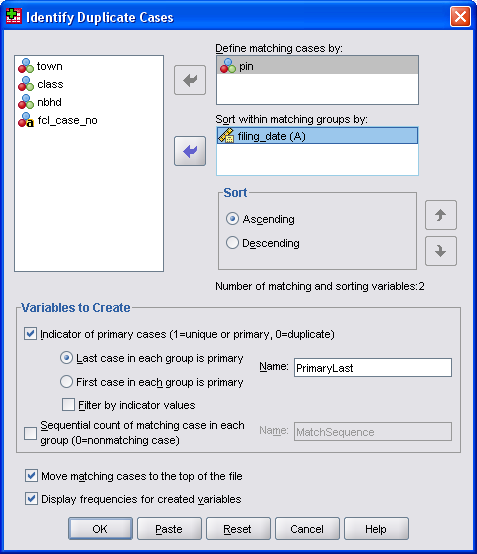 Identify Duplicate Cases
Define matching cases by:
town
class
nbhd
fcl_case_no
pin
Sort within matching groups by:
filing_date (A)
Sort
Ascending
Descending
Number of matching and sorting variables:2
Variables to Create
Indicator of primary cases (1=unique or primary, 0=duplicate)
Last case in each group is primary
Name:
PrimaryLast
First case in each group is primary
Filter by indicator values
Sequential count of matching case in each
group (0=nonmatching case)
Name:
MatchSequence
Move matching cases to the top of the file
Display frequencies for created variables
OK
Paste
Reset
Cancel
Help